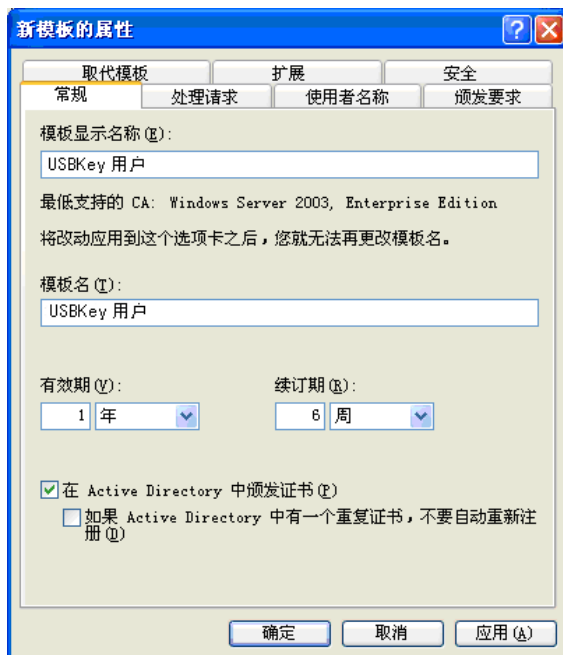 新模板的属性
取代模板 扩展 安全
常规 处理请求 使用者名称 颁发要求
模板显示名称(E):
USBKey 用户
最低支持的 CA: Windows Server 2003, Enterprise Edition
将改动应用到这个选项卡之后，您就无法再更改模板名。
模板名(T):
USBKey 用户
有效期(V): 续订期(R):
1 年 6 周
在 Active Directory 中颁发证书(P)
如果 Active Directory 中有一个重复证书，不要自动重新注
册(D)
确定 取消 应用(A)